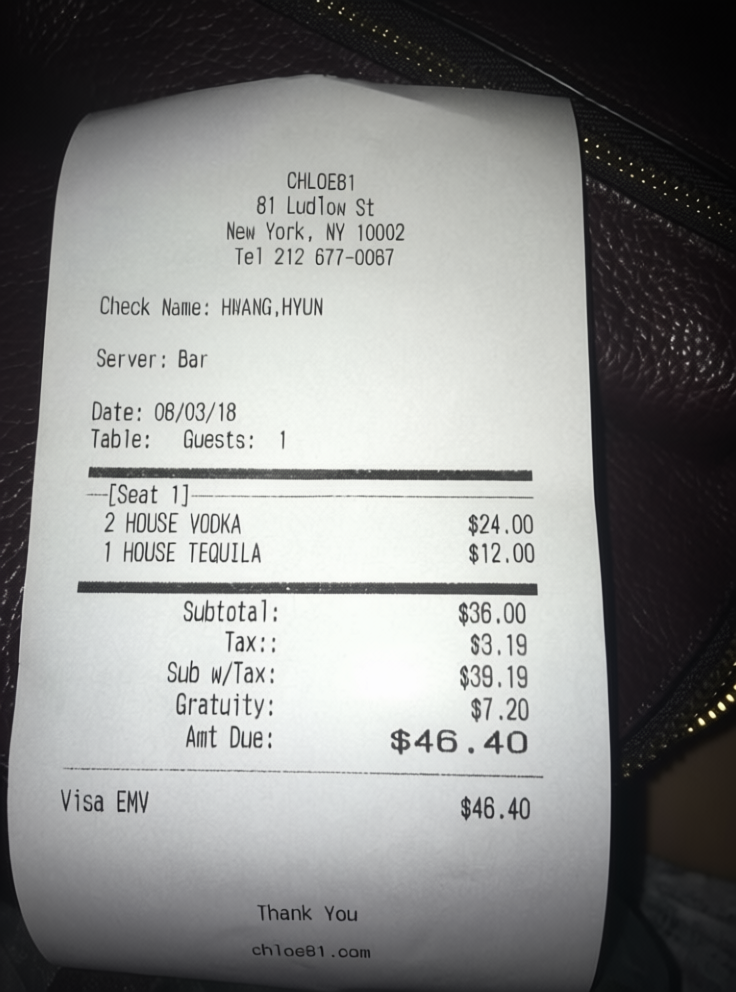 CHLOE81
81 Ludlow St
New York, NY 10002
Tel 212 677-0067
Check Name: HWANG,HYUN
Server: Bar
Date: 08/03/18
Table: Guests: 1
[Seat 1]
2 HOUSE VODKA $24.00
1 HOUSE TEQUILA $12.00
Subtotal: $36.00
Tax:: $3.19
Sub w/Tax: $39.19
Gratuity: $7.20
Amt Due: $46.40
Visa EMV $46.40
Thank You
chloe81.com